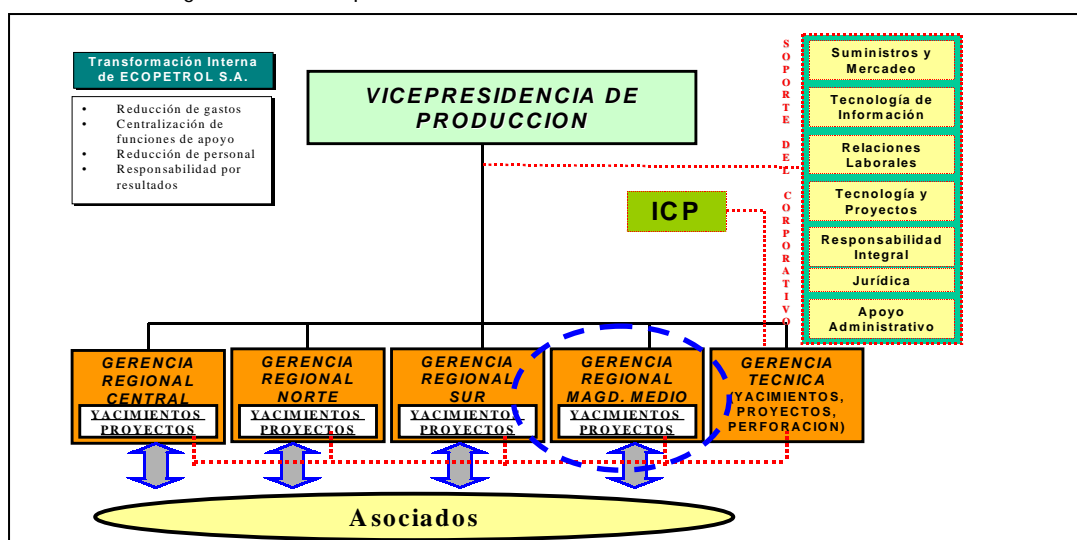 Transformación Interna
de ECOPETROL S.A.
• Reducción de gastos
• Centralización de
funciones de apoyo
• Reducción de personal
• Responsabilidad por
resultados
VICEPRESIDENCIA DE
PRODUCCION
ICP
SOPORTE DEL CORPORATIVO
Suministros y
Mercadeo
Tecnología de
Información
Relaciones
Laborales
Tecnología y
Proyectos
Responsabilidad
Integral
Jurídica
Apoyo
Administrativo
GERENCIA
REGIONAL
CENTRAL
YACIMIENTOS
PROYECTOS
GERENCIA
REGIONAL
NORTE
YACIMIENTOS
PROYECTOS
GERENCIA
REGIONAL
SUR
YACIMIENTOS
PROYECTOS
GERENCIA
REGIONAL
MAGD. MEDIO
YACIMIENTOS
PROYECTOS
GERENCIA
TECNICA
(YACIMIENTOS,
PROYECTOS,
PERFORACION)
Asociados